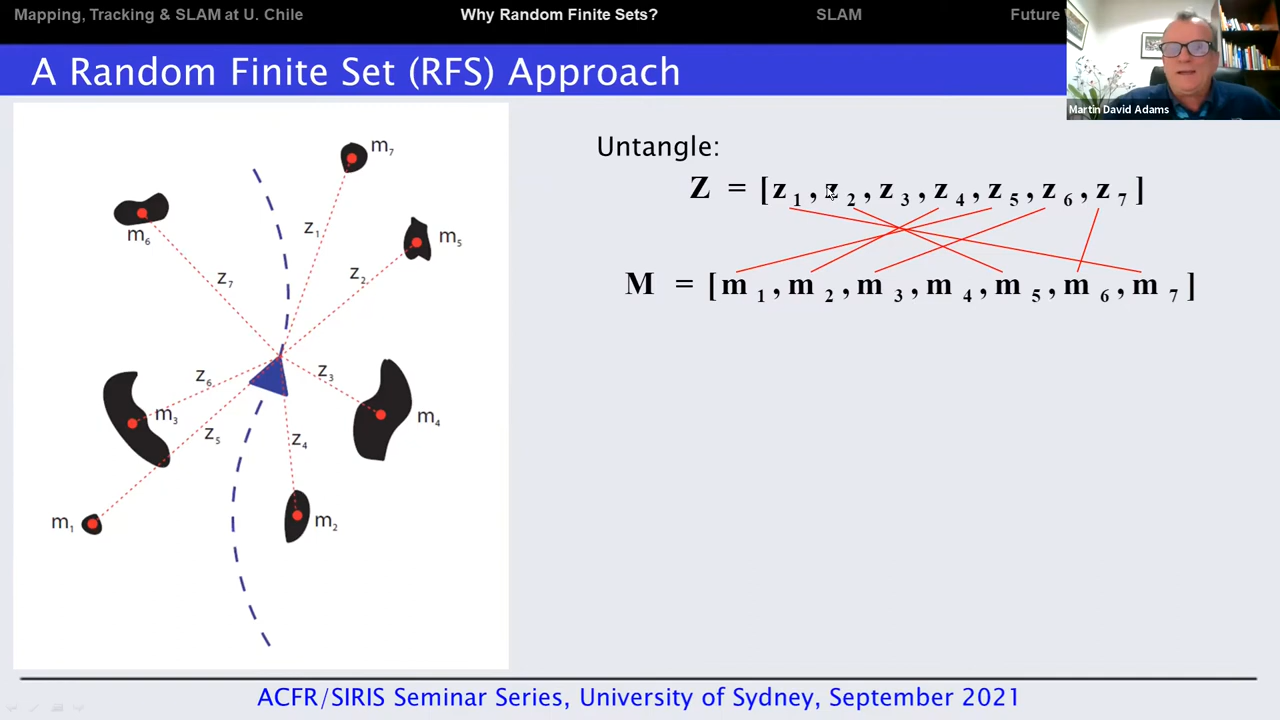 Mapping, Tracking & SLAM at U. Chile Why Random Finite Sets? SLAM Future
A Random Finite Set (RFS) Approach
Martin David Adams
Untangle:
Z = [z 1 , z 2 , z 3 , z 4 , z 5 , z 6 , z 7 ]
M = [m 1 , m 2 , m 3 , m 4 , m 5 , m 6 , m 7 ]
m7
m6
z1
m5
z7
z2
z6
z3
m3
m4
z5
z4
m1
m2
ACFR/SIRIS Seminar Series, University of Sydney, September 2021